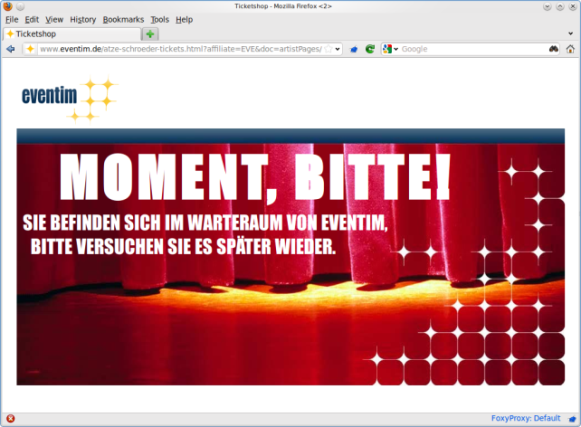 Ticketshop - Mozilla Firefox <2>
File Edit View History Bookmarks Tools Help
Ticketshop
www.eventim.de/atze-schroeder-tickets.html?affiliate=EVE&doc=artistPages/
Google
eventim
MOMENT, BITTE!
SIE BEFINDEN SICH IM WARTERAUM VON EVENTIM,
BITTE VERSUCHEN SIE ES SPÄTER WIEDER.
FoxyProxy: Default